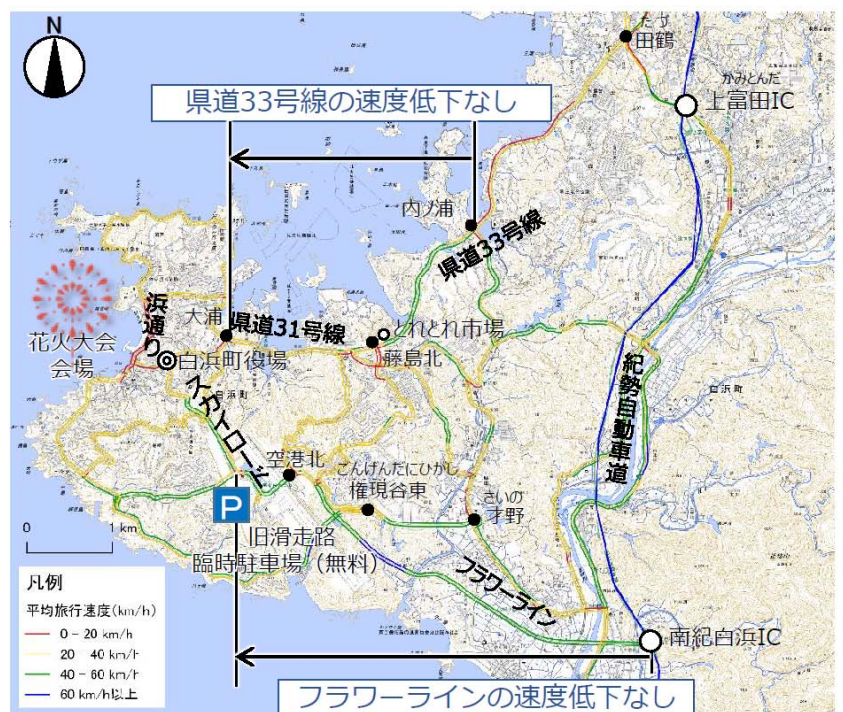 N
たづ
田鶴
かみとんだ
上富田IC
県道33号線の速度低下なし
内ノ浦
県道33号線
浜通り
大浦
県道31号線
とれとれ市場
藤島北
花火大会
会場
白浜町役場
白浜町
スカイロード
紀勢自動車道
白浜町
空港北
ごんげんだにひがし
権現谷東
さいの
才野
P
0 1 km
旧滑走路
臨時駐車場（無料）
フラワーライン
凡例
平均旅行速度(km/h)
0 - 20 km/h
20 - 40 km/h
40 - 60 km/h
60 km/h以上
南紀白浜IC
フラワーラインの速度低下なし